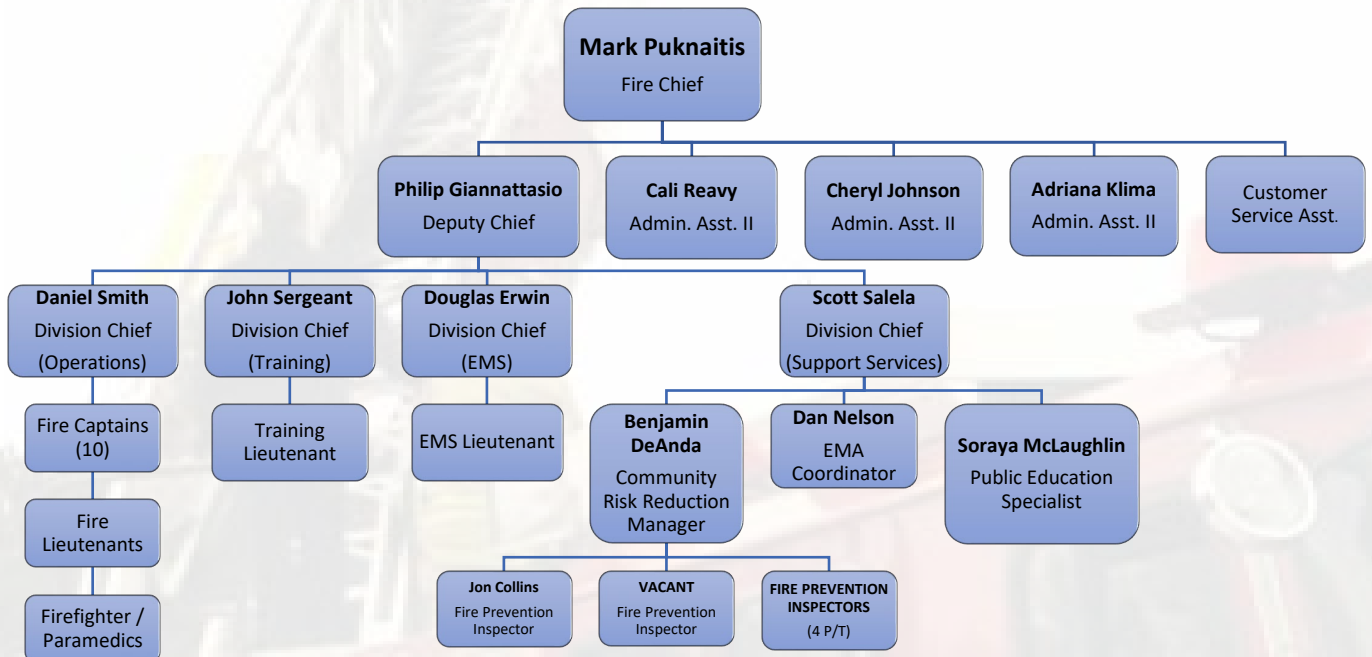 Mark Puknaitis
Fire Chief
Philip Giannattasio
Deputy Chief
Cali Reavy
Admin. Asst. II
Cheryl Johnson
Admin. Asst. II
Adriana Klima
Admin. Asst. II
Customer
Service Asst.
Daniel Smith
Division Chief
(Operations)
John Sergeant
Division Chief
(Training)
Douglas Erwin
Division Chief
(EMS)
Scott Salela
Division Chief
(Support Services)
Fire Captains
(10)
Training
Lieutenant
EMS Lieutenant
Benjamin
DeAnda
Community
Risk Reduction
Manager
Dan Nelson
EMA
Coordinator
Soraya McLaughlin
Public Education
Specialist
Fire
Lieutenants
Firefighter /
Paramedics
Jon Collins
Fire Prevention
Inspector
VACANT
Fire Prevention
Inspector
FIRE PREVENTION
INSPECTORS
(4 P/T)